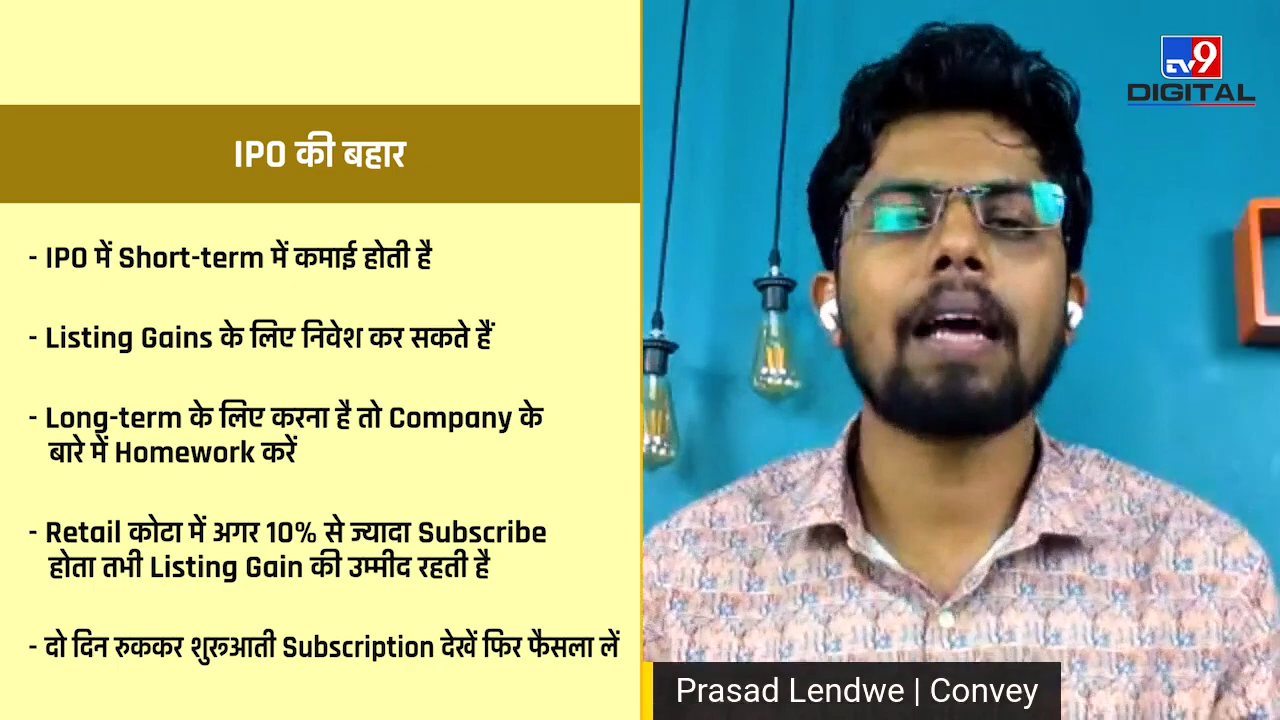 IPO की बहार
- IPO में Short-term में कमाई होती है
- Listing Gains के लिए निवेश कर सकते हैं
- Long-term के लिए करना है तो Company के
बारे में Homework करें
- Retail कोटा में अगर 10% से ज्यादा Subscribe
होता तभी Listing Gain की उम्मीद रहती है
- दो दिन रुककर शुरूआती Subscription देखें फिर फैसला लें
TV9
DIGITAL
Prasad Lendwe | Convey